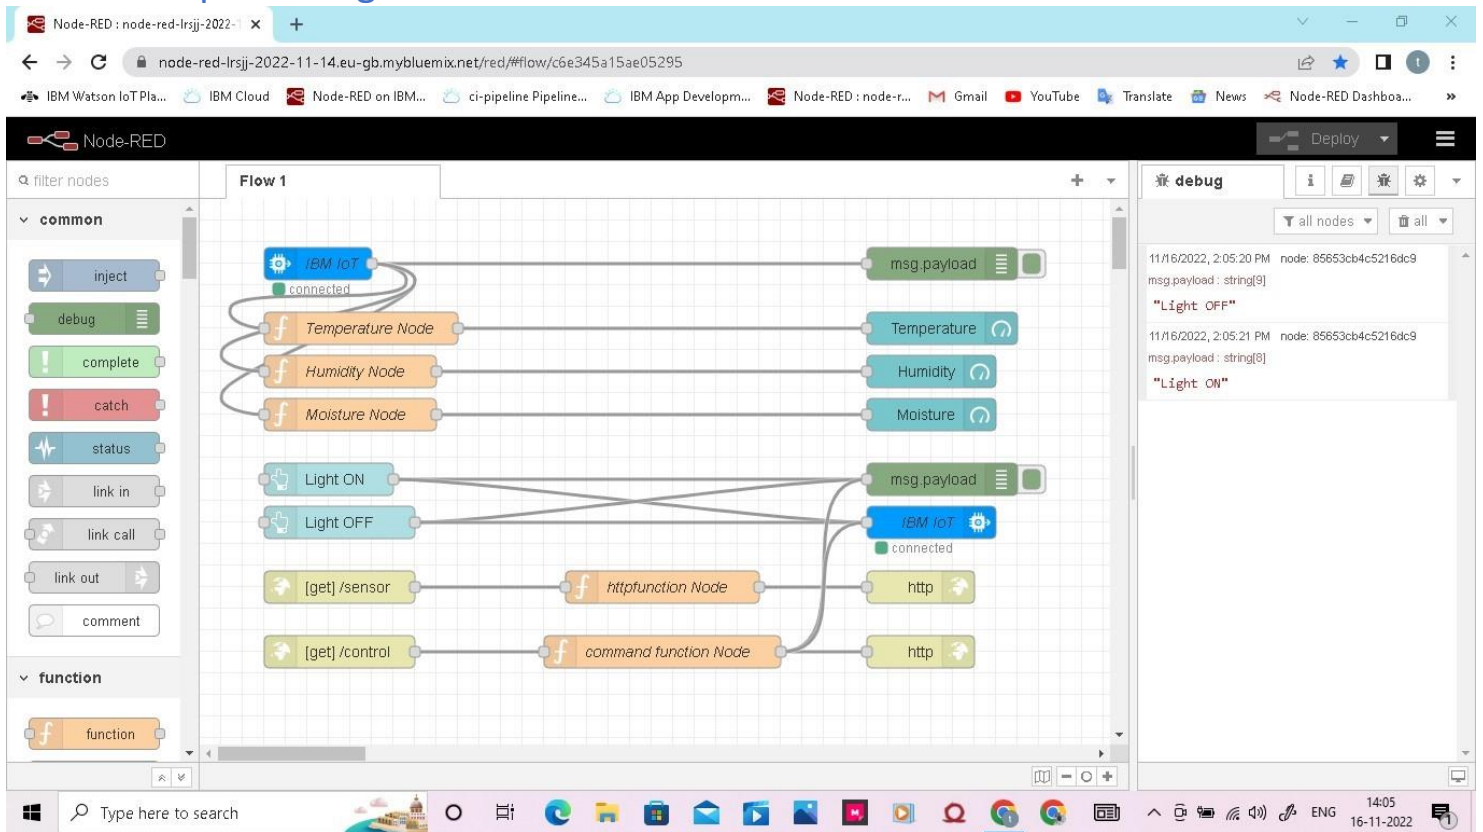 Node-RED : node-red-lrsjj-2022-1
node-red-lrsjj-2022-11-14.eu-gb.mybluemix.net/red/#flow/c6e345a15ae05295
t
IBM Watson IoT Pla... IBM Cloud Node-RED on IBM... ci-pipeline Pipeline... IBM App Developm... Node-RED : node-r... Gmail YouTube Translate News Node-RED Dashboa... »
Node-RED
Deploy
filter nodes
Flow 1
debug
common
all nodes
all
inject
debug
complete
catch
status
link in
link call
link out
comment
function
function
IBM IoT
connected
msg.payload
Temperature Node
Temperature
Humidity Node
Humidity
Moisture Node
Moisture
Light ON
msg.payload
Light OFF
IBM IoT
connected
[get] /sensor
httpfunction Node
http
[get] /control
command function Node
http
11/16/2022, 2:05:20 PM node: 85653cb4c5216dc9
msg.payload : string[9]
"Light OFF"
11/16/2022, 2:05:21 PM node: 85653cb4c5216dc9
msg.payload : string[8]
"Light ON"
Type here to search
ENG
14:05
16-11-2022
1